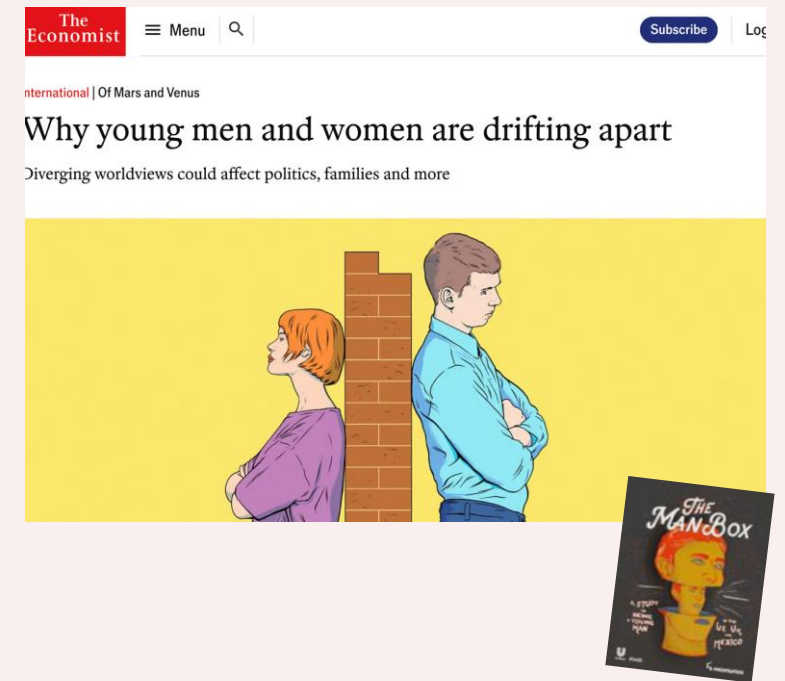 The
Economist
Menu
Subscribe
Log
nternational | Of Mars and Venus
Why young men and women are drifting apart
Diverging worldviews could affect politics, families and more
THE
MAN BOX
A STUDY
ON
BEING
A YOUNG
MAN
IN THE
US, UK,
AND
MEXICO